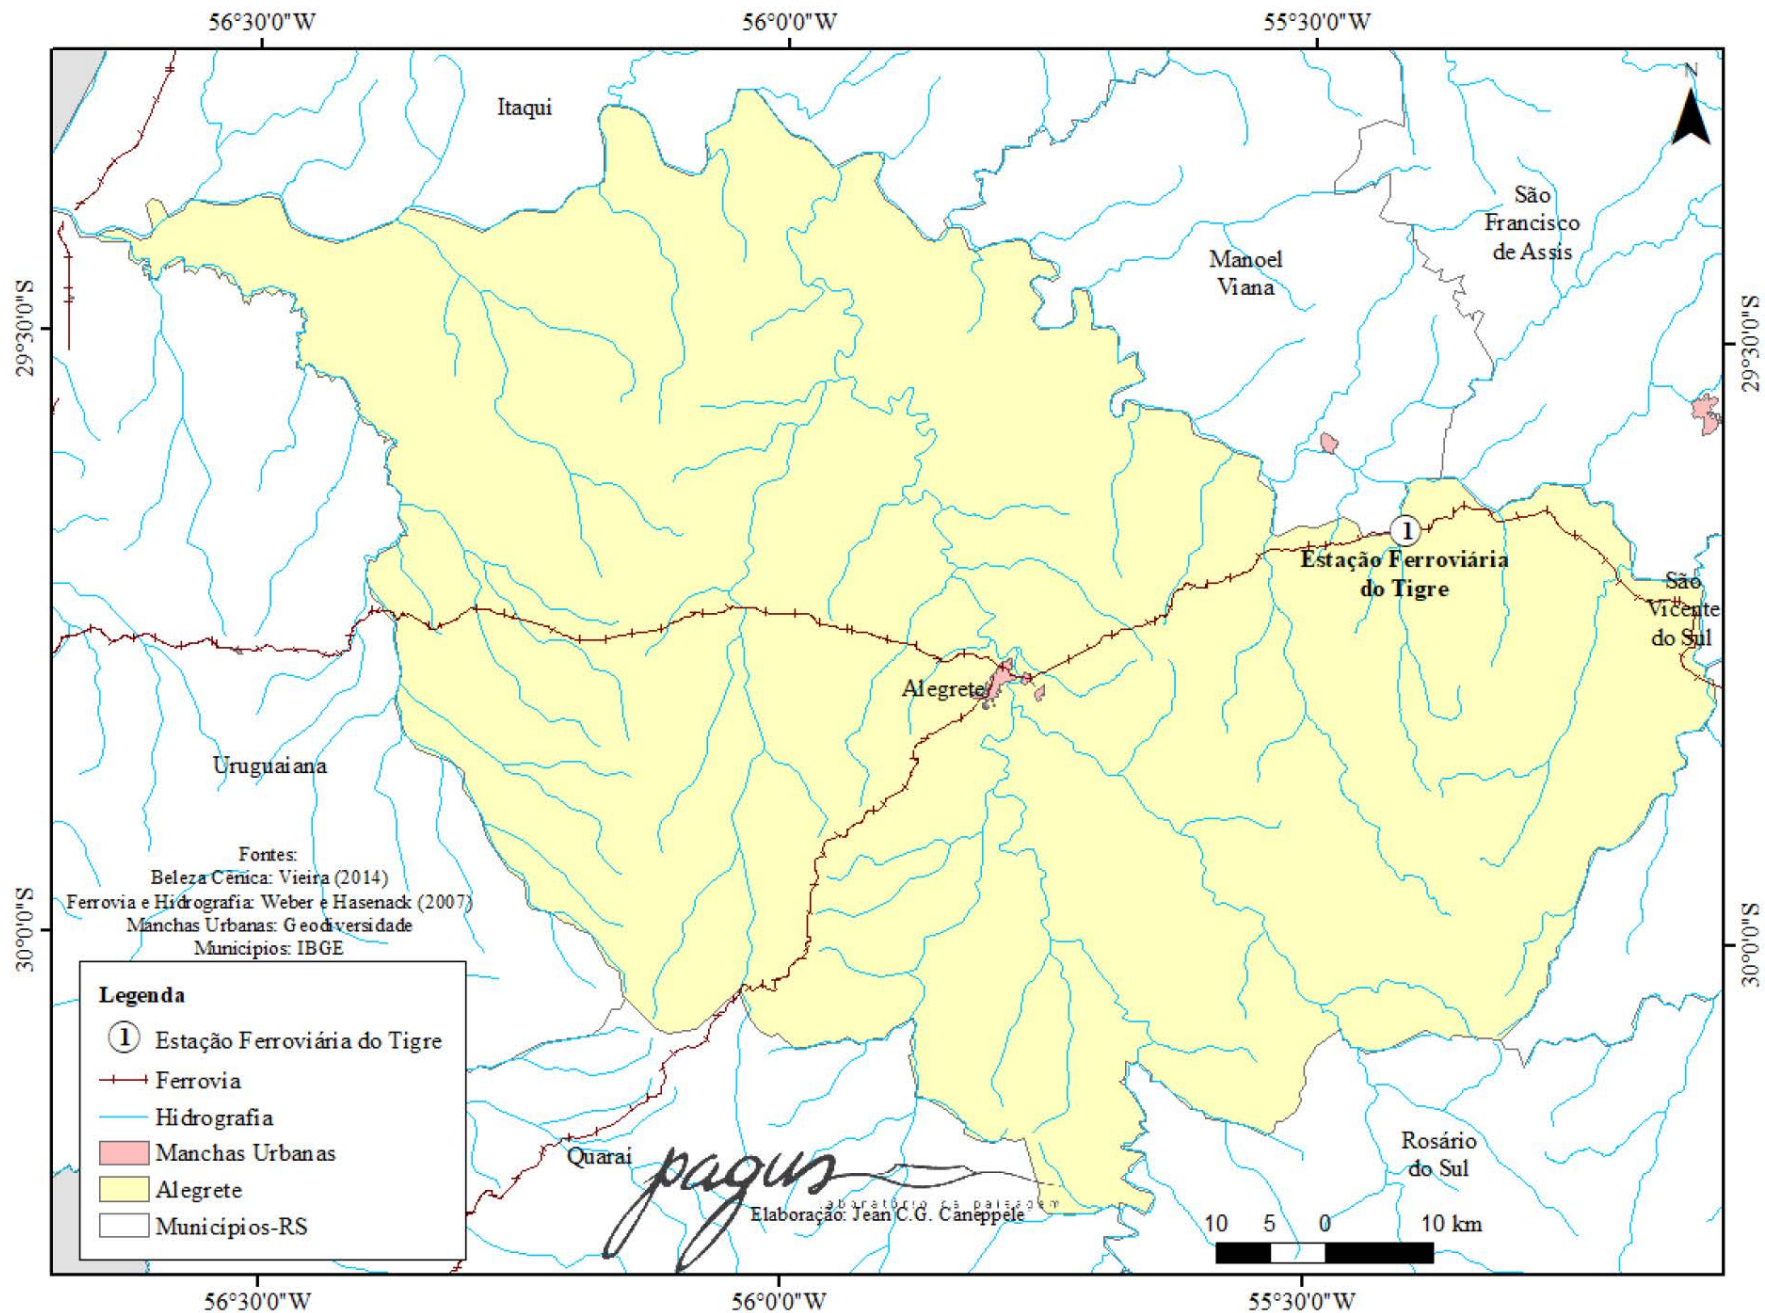 56°30'0"W
56°0'0"W
55°30'0"W
N
Itaqui
São
Francisco
de Assis
Manoel
Viana
29°30'0"S
29°30'0"S
1
Estação Ferroviária
do Tigre
São
Vicente
do Sul
Alegrete
Uruguaiana
Fontes:
Beleza Cênica: Vieira (2014)
Ferrovia e Hidrografia: Weber e Hasenack (2007)
Manchas Urbanas: Geodiversidade
Municípios: IBGE
30°0'0"S
30°0'0"S
Legenda
1 Estação Ferroviária do Tigre
Ferrovia
Hidrografia
Manchas Urbanas
Alegrete
Municípios-RS
Quaraí
pagus
laboratório da paisagem
Elaboração: Jean C.G. Caneppele
Rosário
do Sul
10 5 0 10 km
56°30'0"W
56°0'0"W
55°30'0"W